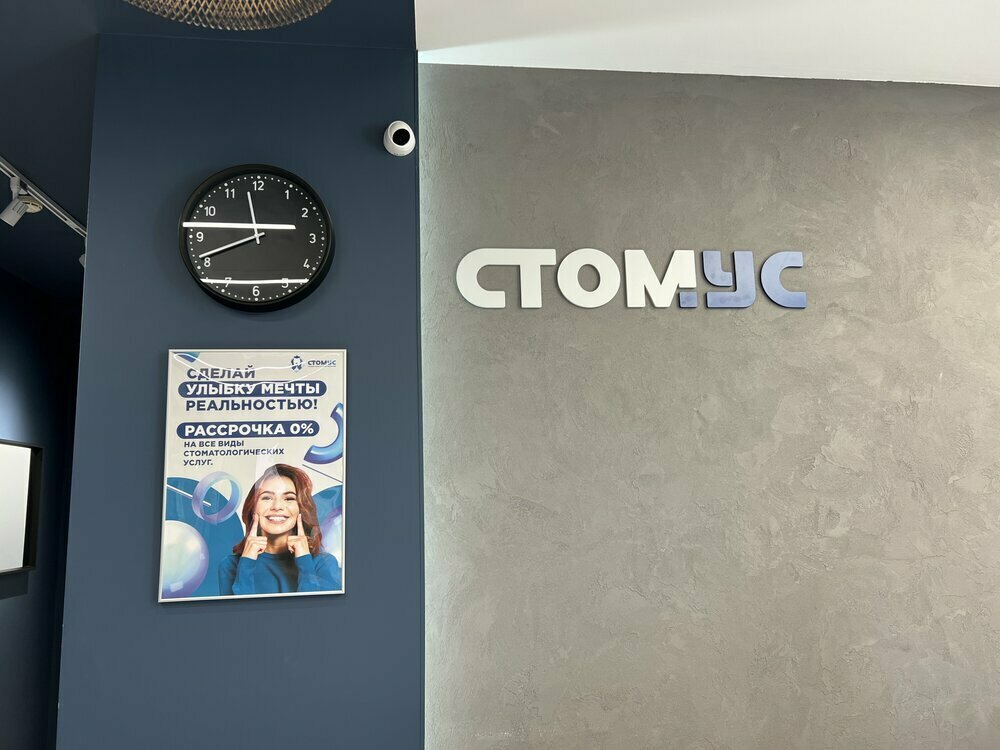 12
11
1
10
2
9
3
8
4
7
5
6
СТОМУС
СТОМУС
СДЕЛАЙ
УЛЫБКУ МЕЧТЫ
РЕАЛЬНОСТЬЮ!
РАССРОЧКА 0%
НА ВСЕ ВИДЫ
СТОМАТОЛОГИЧЕСКИХ
УСЛУГ.